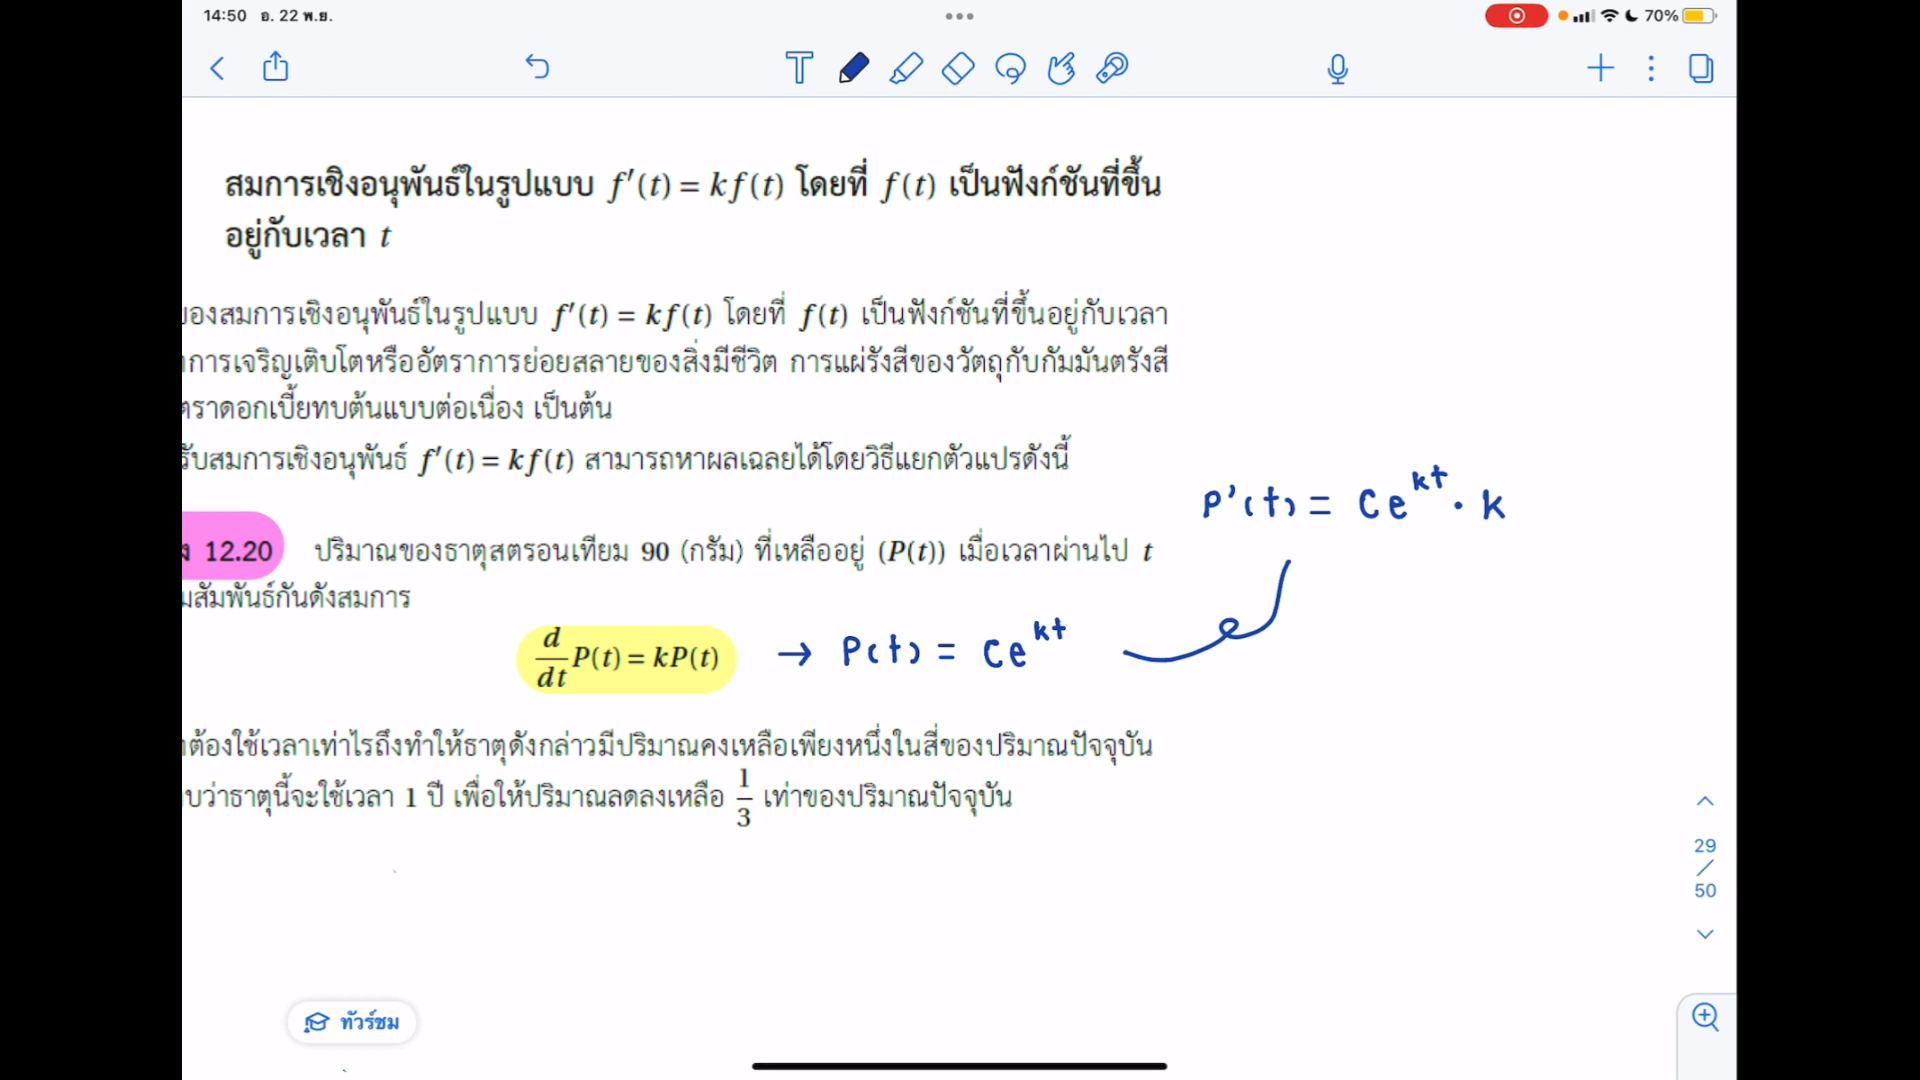 14:50 อ. 22 พ.ย.
70%
สมการเชิงอนุพันธ์ในรูปแบบ f′(t) = kf(t) โดยที่ f(t) เป็นฟังก์ชันที่ขึ้น
อยู่กับเวลา t
ของสมการเชิงอนุพันธ์ในรูปแบบ f′(t) = kf(t) โดยที่ f(t) เป็นฟังก์ชันที่ขึ้นอยู่กับเวลา
การเจริญเติบโตหรืออัตราการย่อยสลายของสิ่งมีชีวิต การแผ่รังสีของวัตถุกับกัมมันตรังสี
ตราดอกเบี้ยทบต้นแบบต่อเนื่อง เป็นต้น
รับสมการเชิงอนุพันธ์ f′(t) = kf(t) สามารถหาผลเฉลยได้โดยวิธีแยกตัวแปรดังนี้
P'(t) = Ce^{kt} · k
ง 12.20 ปริมาณของธาตุสตรอนเทียม 90 (กรัม) ที่เหลืออยู่ (P(t)) เมื่อเวลาผ่านไป t
มสัมพันธ์กันดังสมการ
d/dt P(t) = kP(t) → P(t) = Ce^{kt}
ต้องใช้เวลาเท่าไรถึงทำให้ธาตุดังกล่าวมีปริมาณคงเหลือเพียงหนึ่งในสี่ของปริมาณปัจจุบัน
บว่าธาตุนี้จะใช้เวลา 1 ปี เพื่อให้ปริมาณลดลงเหลือ 1/3 เท่าของปริมาณปัจจุบัน
29
/
50
ทัวร์ชม